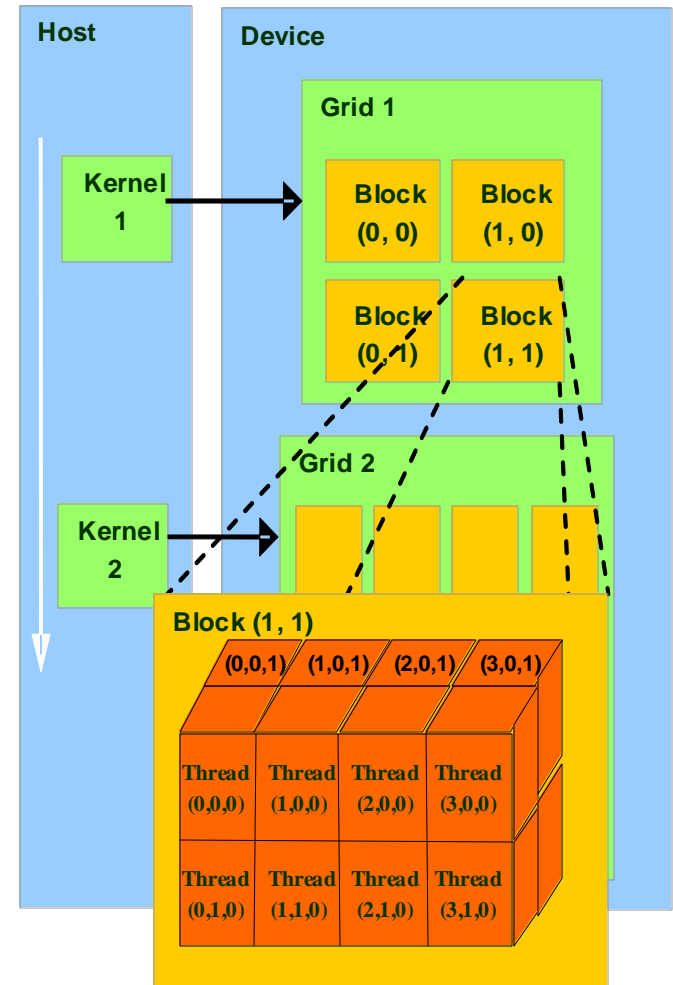 Host
Device
Grid 1
Kernel
1
Block
(0, 0)
Block
(1, 0)
Block
(0, 1)
Block
(1, 1)
Grid 2
Kernel
2
Block (1, 1)
(0,0,1) (1,0,1) (2,0,1) (3,0,1)
Thread
(0,0,0)
Thread
(1,0,0)
Thread
(2,0,0)
Thread
(3,0,0)
Thread
(0,1,0)
Thread
(1,1,0)
Thread
(2,1,0)
Thread
(3,1,0)